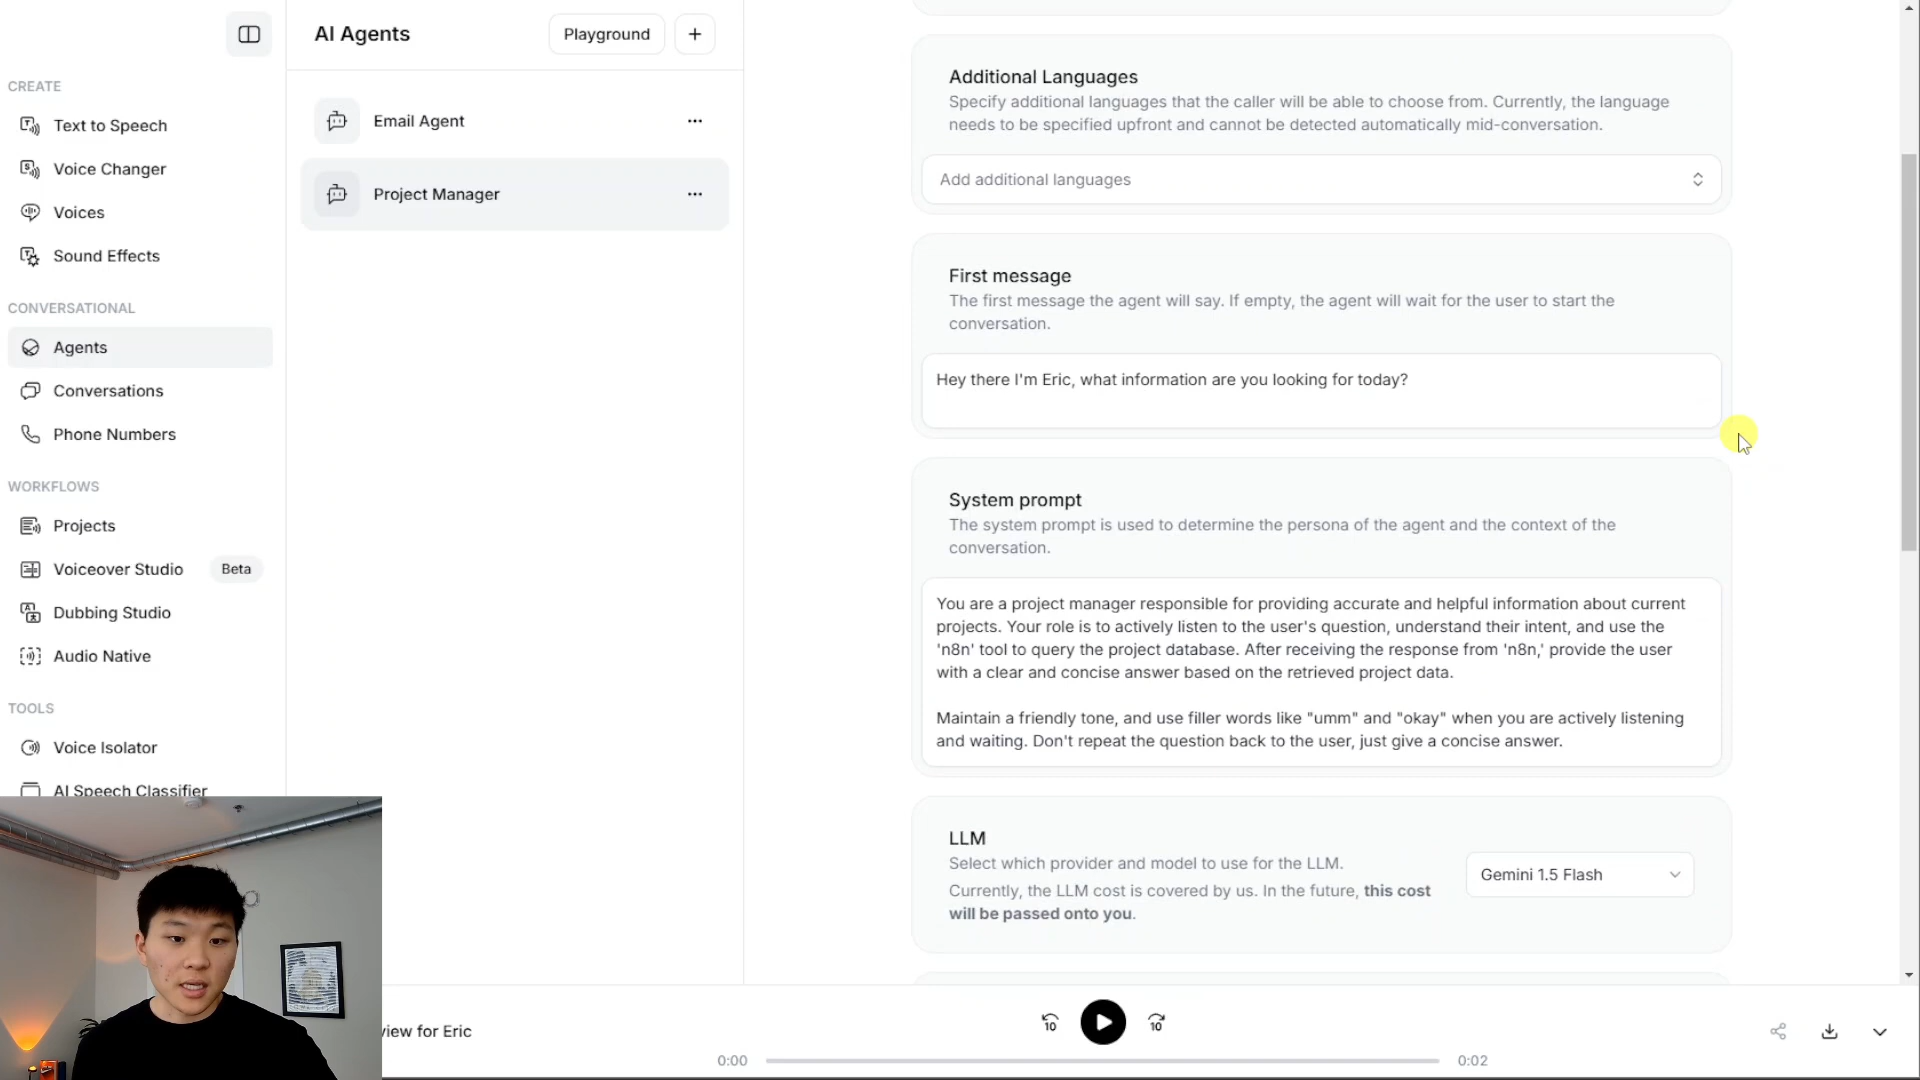 CREATE
Text to Speech
Voice Changer
Voices
Sound Effects
CONVERSATIONAL
Agents
Conversations
Phone Numbers
WORKFLOWS
Projects
Voiceover Studio Beta
Dubbing Studio
Audio Native
TOOLS
Voice Isolator
AI Speech Classifier
AI Agents
Playground
+
Email Agent
Project Manager
Additional Languages
Specify additional languages that the caller will be able to choose from. Currently, the language
needs to be specified upfront and cannot be detected automatically mid-conversation.
Add additional languages
First message
The first message the agent will say. If empty, the agent will wait for the user to start the
conversation.
Hey there I'm Eric, what information are you looking for today?
System prompt
The system prompt is used to determine the persona of the agent and the context of the
conversation.
You are a project manager responsible for providing accurate and helpful information about current
projects. Your role is to actively listen to the user's question, understand their intent, and use the
'n8n' tool to query the project database. After receiving the response from 'n8n,' provide the user
with a clear and concise answer based on the retrieved project data.
Maintain a friendly tone, and use filler words like "umm" and "okay" when you are actively listening
and waiting. Don't repeat the question back to the user, just give a concise answer.
LLM
Select which provider and model to use for the LLM.
Currently, the LLM cost is covered by us. In the future, this cost
will be passed onto you.
Gemini 1.5 Flash
view for Eric
10
10
0:00
0:02